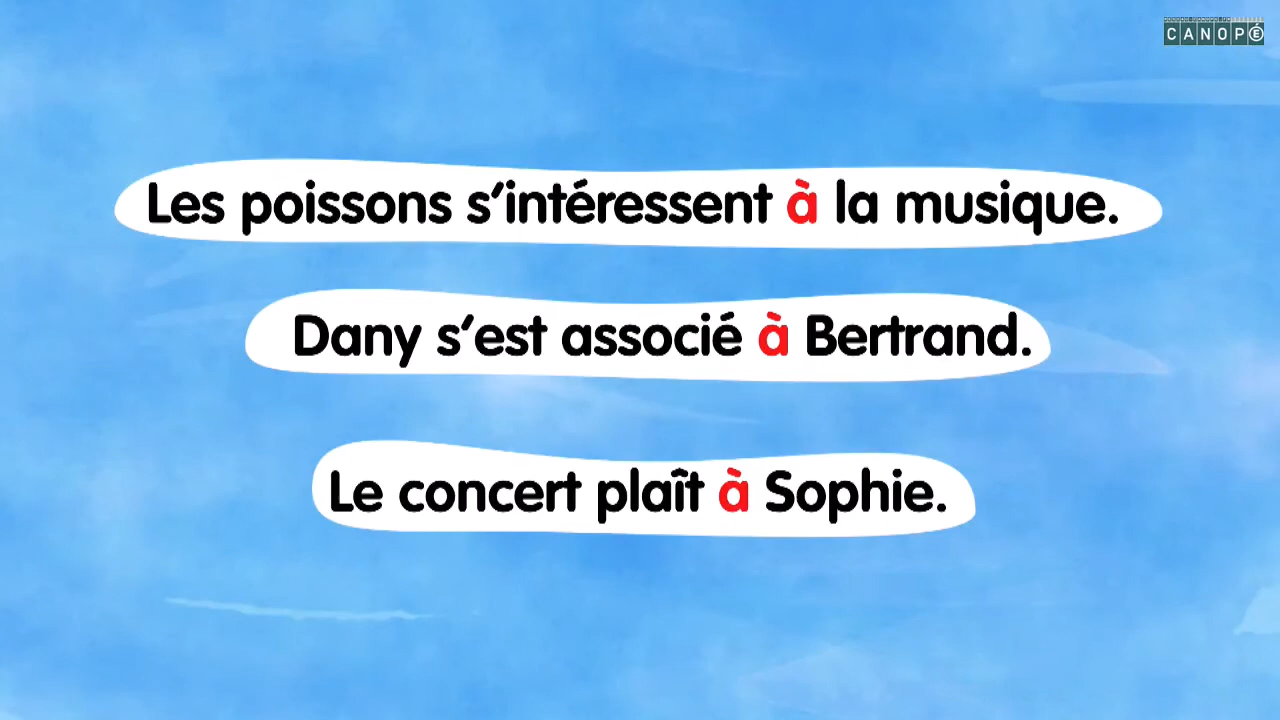 CANOPÉ
Les poissons s’intéressent à la musique.
Dany s’est associé à Bertrand.
Le concert plaît à Sophie.